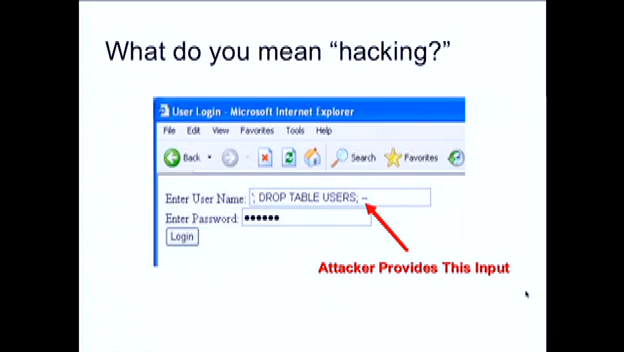 What do you mean “hacking?”
User Login - Microsoft Internet Explorer
File Edit View Favorites Tools Help
Back Search Favorites
Enter User Name: '; DROP TABLE USERS; --
Enter Password: ••••••
Login
Attacker Provides This Input